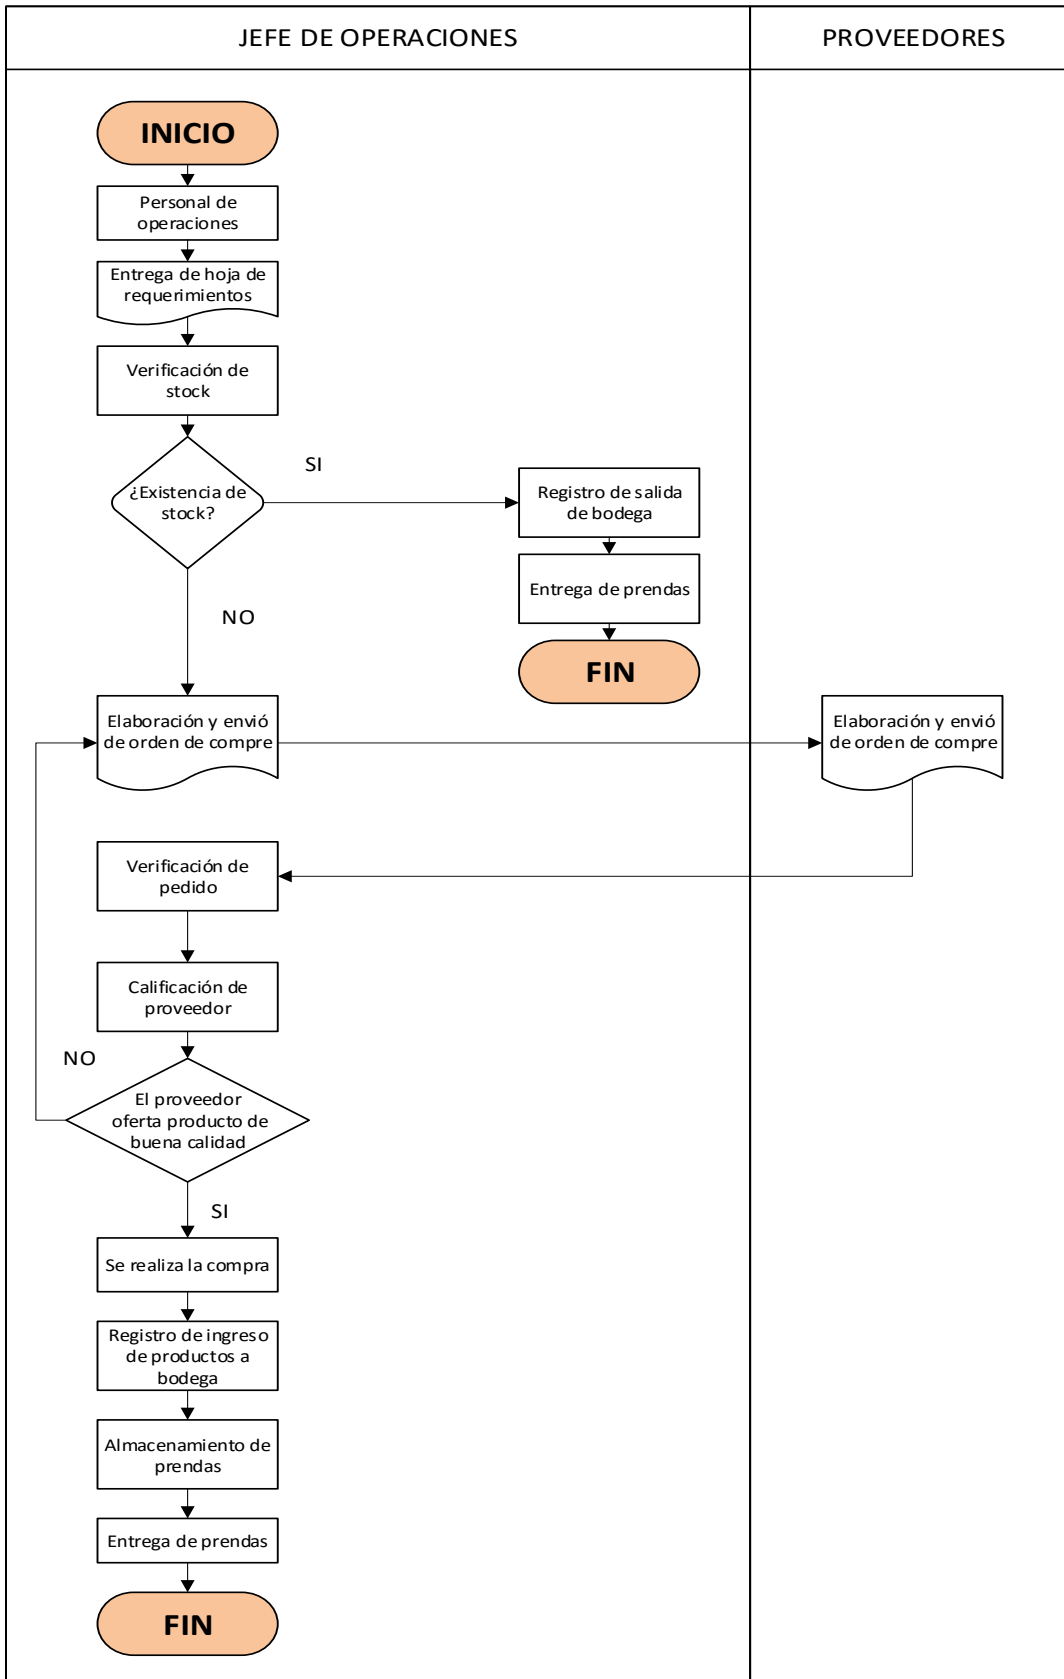 JEFE DE OPERACIONES
PROVEEDORES
INICIO
Personal de
operaciones
Entrega de hoja de
requerimientos
Verificación de
stock
¿Existencia de
stock?
SI
Registro de salida
de bodega
Entrega de prendas
FIN
NO
Elaboración y envió
de orden de compre
Elaboración y envió
de orden de compre
Verificación de
pedido
Calificación de
proveedor
NO
El proveedor
oferta producto de
buena calidad
SI
Se realiza la compra
Registro de ingreso
de productos a
bodega
Almacenamiento de
prendas
Entrega de prendas
FIN